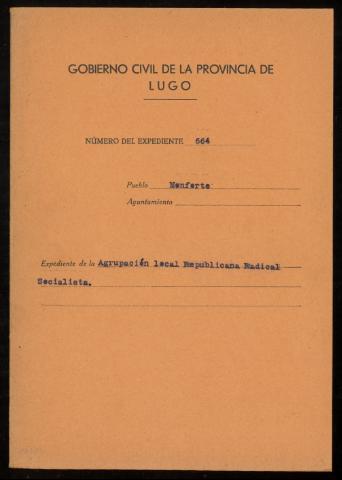 GOBIERNO CIVIL DE LA PROVINCIA DE
LUGO
NÚMERO DEL EXPEDIENTE 664
Pueblo Monforte
Ayuntamiento
Expediente de la Agrupación local Republicana Radical
Socialista.